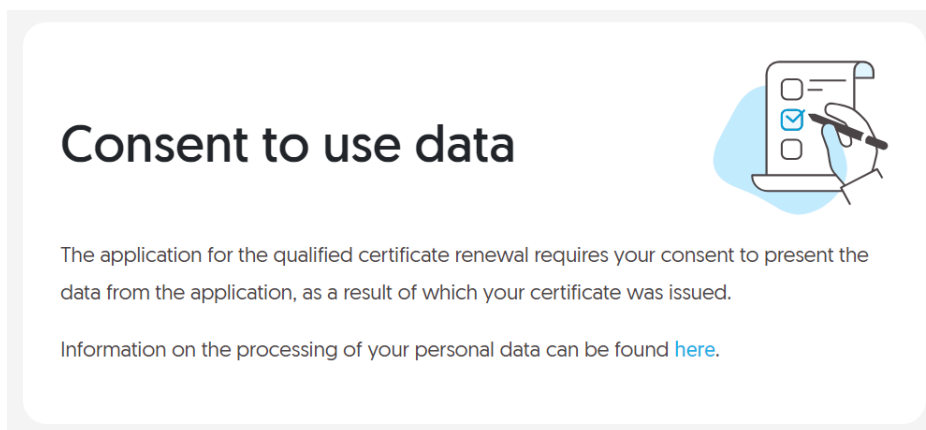 Consent to use data
The application for the qualified certificate renewal requires your consent to present the
data from the application, as a result of which your certificate was issued.
Information on the processing of your personal data can be found here.